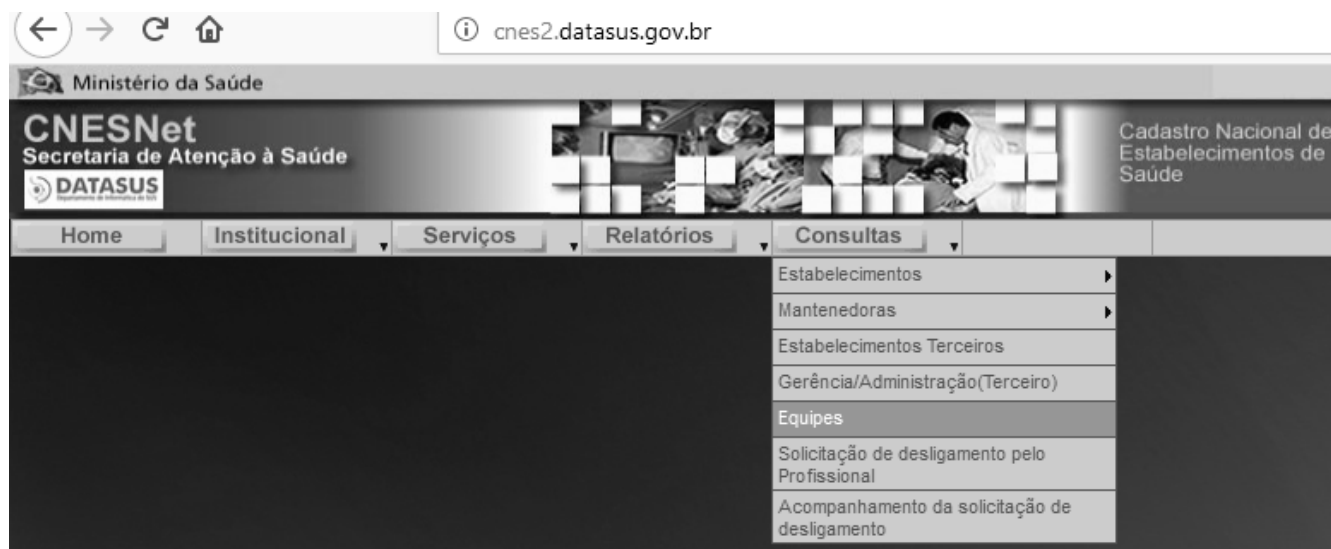 cnes2.datasus.gov.br
Ministério da Saúde
CNESNet
Secretaria de Atenção à Saúde
DATASUS
Cadastro Nacional de
Estabelecimentos de
Saúde
Home Institucional Serviços Relatórios Consultas
Estabelecimentos
Mantenedoras
Estabelecimentos Terceiros
Gerência/Administração(Terceiro)
Equipes
Solicitação de desligamento pelo
Profissional
Acompanhamento da solicitação de
desligamento